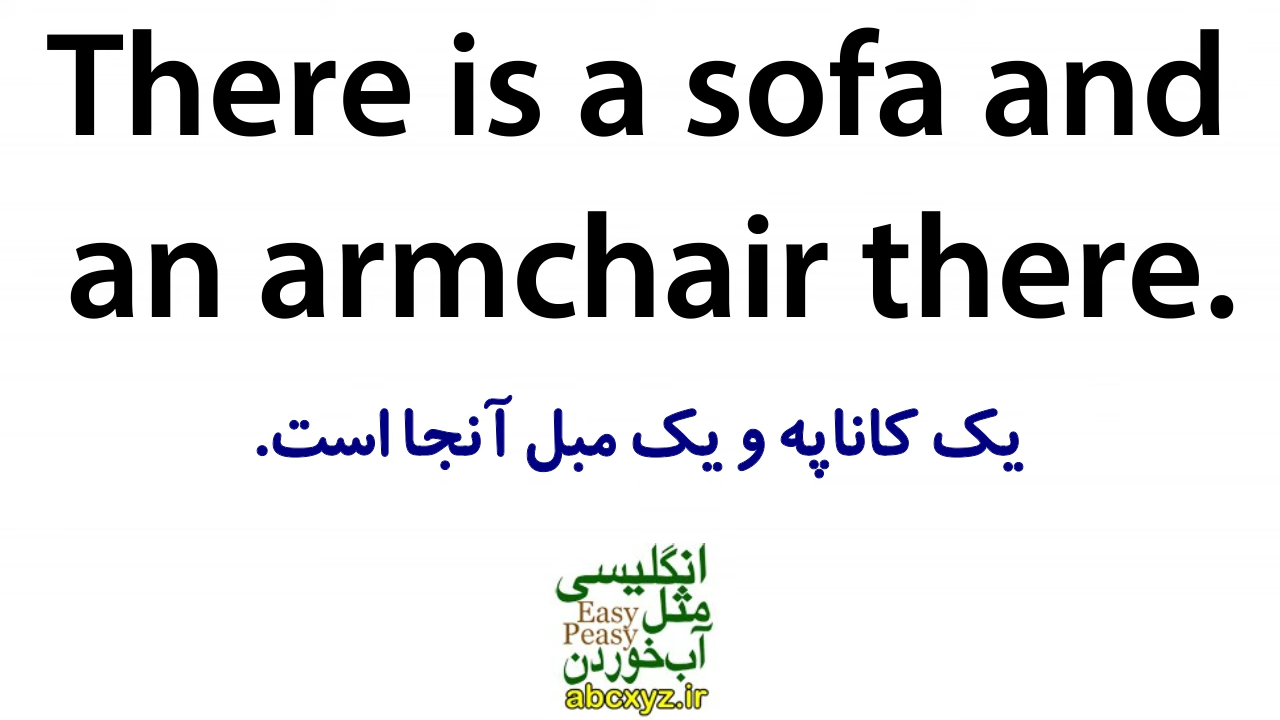 There is a sofa and
an armchair there.
یک کاناپه و یک مبل آنجا است.
انگلیسی
مثل
Easy
Peasy
آب‌خوردن
abcxyz.ir